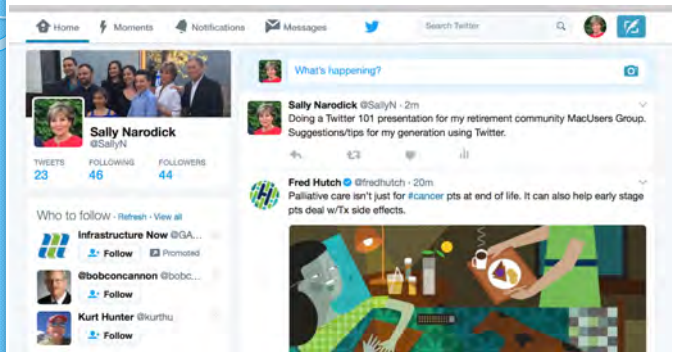 Home Moments Notifications Messages Search Twitter
What's happening?
Sally Narodick
@SallyN
TWEETS FOLLOWING FOLLOWERS
23 46 44
Who to follow · Refresh · View all
Infrastructure Now @GA...
Follow Promoted
@bobconcannon @bobc...
Follow
Kurt Hunter @kurthu
Follow
Sally Narodick @SallyN · 2m
Doing a Twitter 101 presentation for my retirement community MacUsers Group.
Suggestions/tips for my generation using Twitter.
Fred Hutch @fredhutch · 20m
Palliative care isn't just for #cancer pts at end of life. It can also help early stage
pts deal w/Tx side effects.